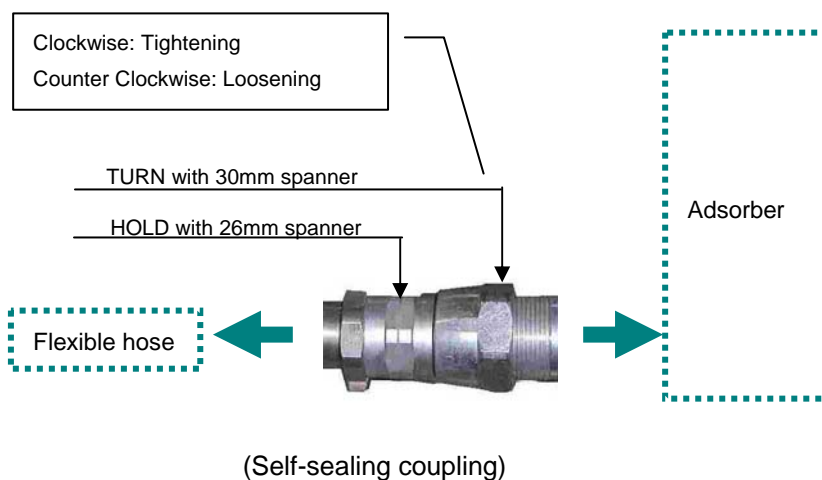 Clockwise: Tightening
Counter Clockwise: Loosening
TURN with 30mm spanner
HOLD with 26mm spanner
Adsorber
Flexible hose
(Self-sealing coupling)